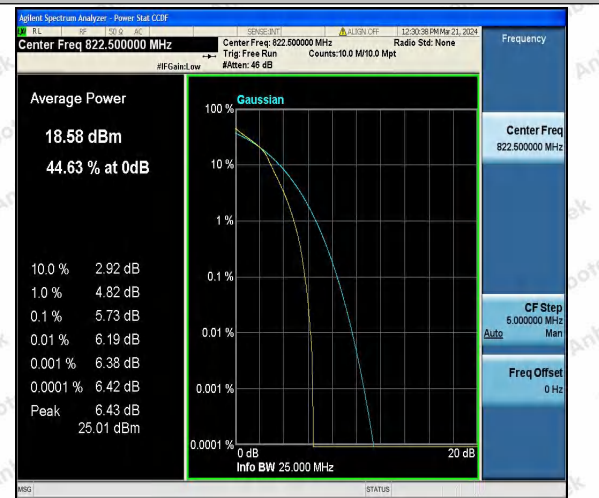 Agilent Spectrum Analyzer - Power Stat CCDF
RL RF 50 Ω AC SENSE:INT ALIGN OFF 12:30:38 PM Mar 21, 2024
Center Freq 822.500000 MHz
Center Freq: 822.500000 MHz Radio Std: None
Trig: Free Run Counts:10.0 M/10.0 Mpt
#IFGain:Low #Atten: 46 dB
Frequency
Average Power
18.58 dBm
44.63 % at 0dB
10.0 % 2.92 dB
1.0 % 4.82 dB
0.1 % 5.73 dB
0.01 % 6.19 dB
0.001 % 6.38 dB
0.0001 % 6.42 dB
Peak 6.43 dB
25.01 dBm
Gaussian
100 %
10 %
1 %
0.1 %
0.01 %
0.001 %
0.0001 %
0 dB 20 dB
Info BW 25.000 MHz
Center Freq
822.500000 MHz
CF Step
5.000000 MHz
Auto Man
Freq Offset
0 Hz
MSG STATUS